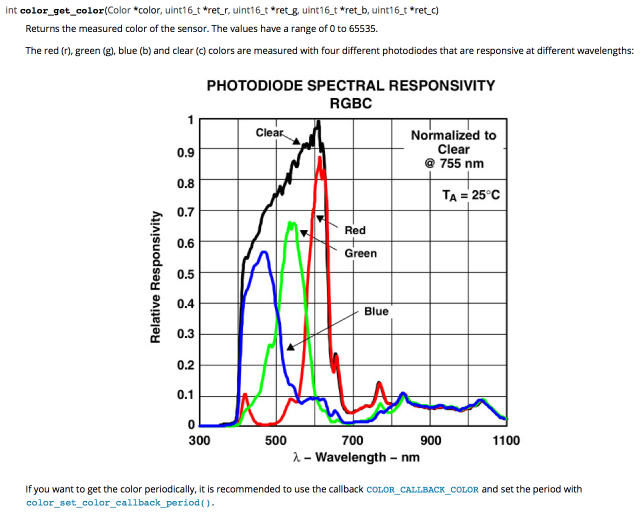 int color_get_color(Color *color, uint16_t *ret_r, uint16_t *ret_g, uint16_t *ret_b, uint16_t *ret_c)
Returns the measured color of the sensor. The values have a range of 0 to 65535.
The red (r), green (g), blue (b) and clear (c) colors are measured with four different photodiodes that are responsive at different wavelengths:
PHOTODIODE SPECTRAL RESPONSIVITY
RGBC
1
0.9
0.8
0.7
0.6
0.5
0.4
0.3
0.2
0.1
0
Relative Responsivity
Clear
Normalized to
Clear
@ 755 nm
TA = 25°C
Red
Green
Blue
300
500
700
900
1100
λ – Wavelength – nm
If you want to get the color periodically, it is recommended to use the callback COLOR_CALLBACK_COLOR and set the period with
color_set_color_callback_period().